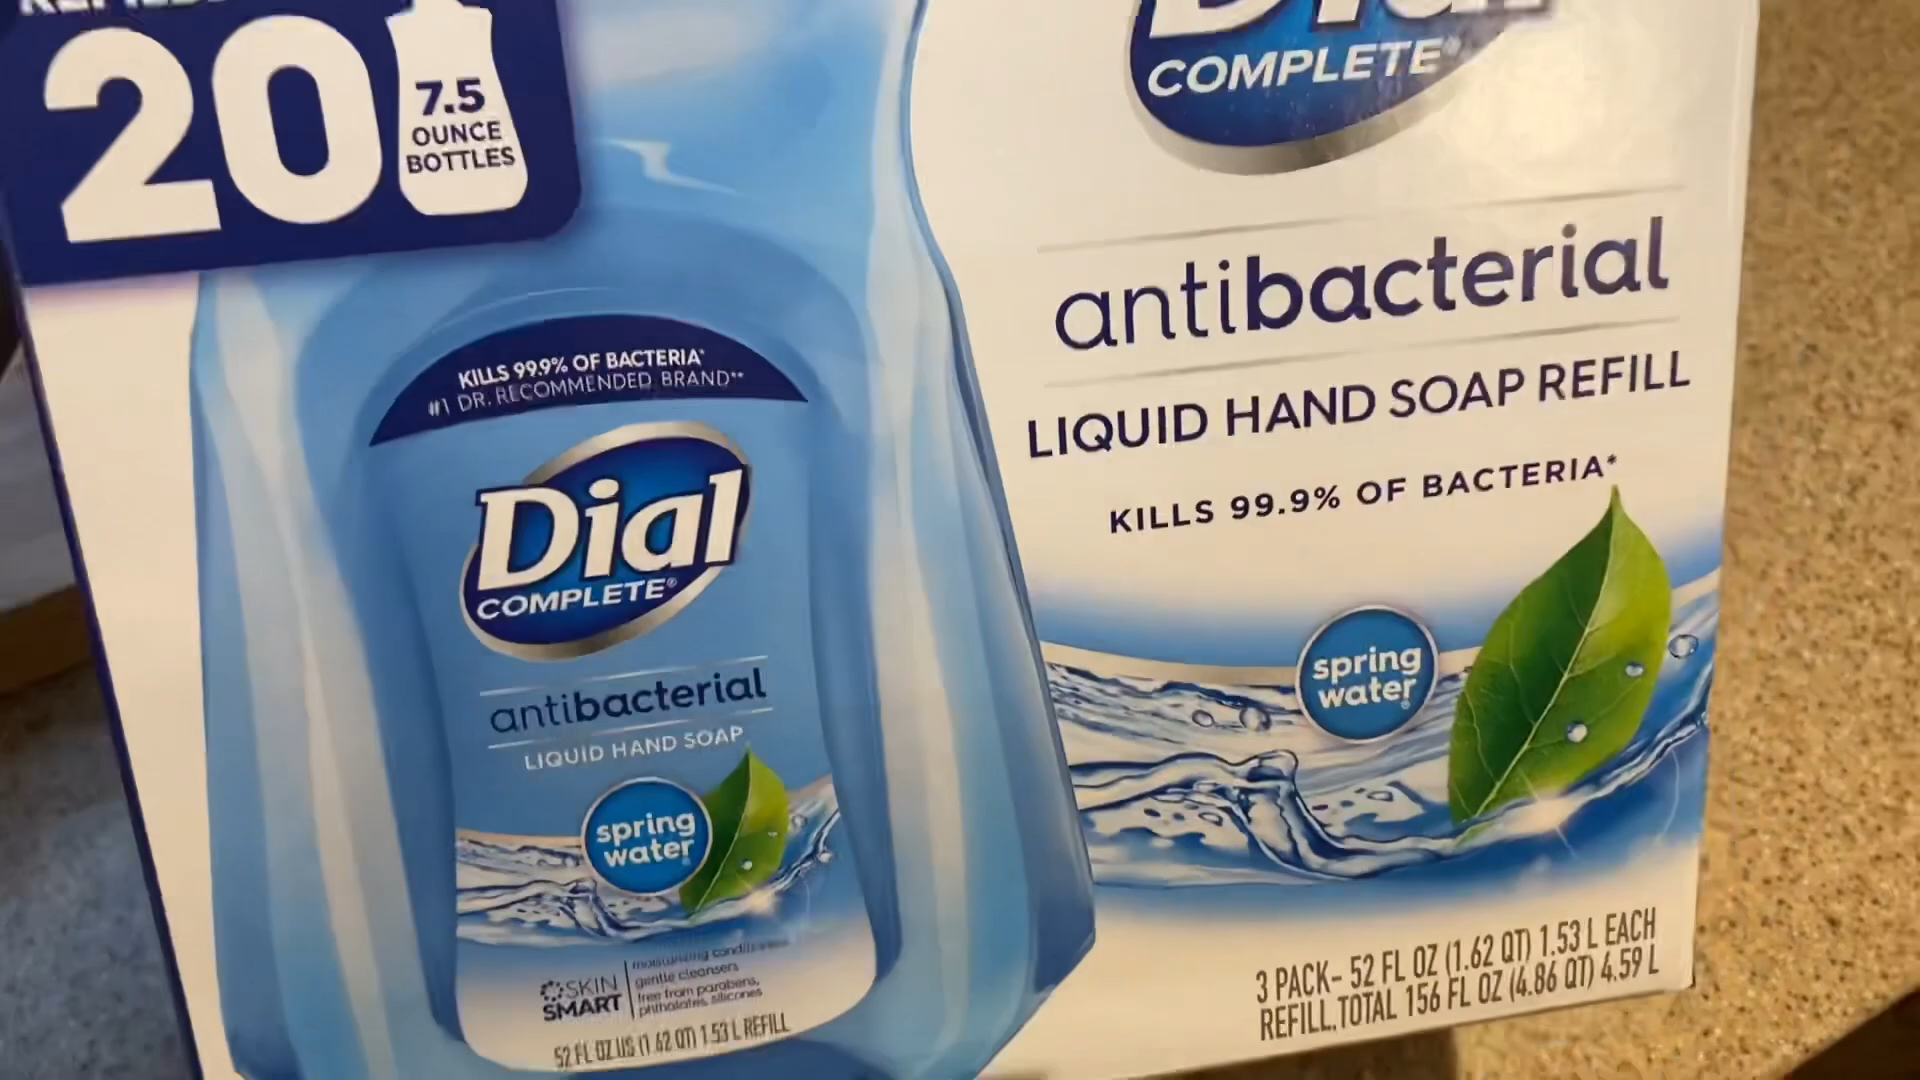 20
7.5
OUNCE
BOTTLES
KILLS 99.9% OF BACTERIA*
#1 DR. RECOMMENDED BRAND**
Dial
COMPLETE®
antibacterial
LIQUID HAND SOAP
spring
water®
SKIN
SMART
moisturizing
gentle cleansers
free from parabens,
phthalates, silicones
52 FL OZ US (1.62 QT) 1.53 L REFILL
Dial
COMPLETE®
antibacterial
LIQUID HAND SOAP REFILL
KILLS 99.9% OF BACTERIA*
spring
water®
3 PACK- 52 FL OZ (1.62 QT) 1.53 L EACH
REFILL, TOTAL 156 FL OZ (4.86 QT) 4.59 L